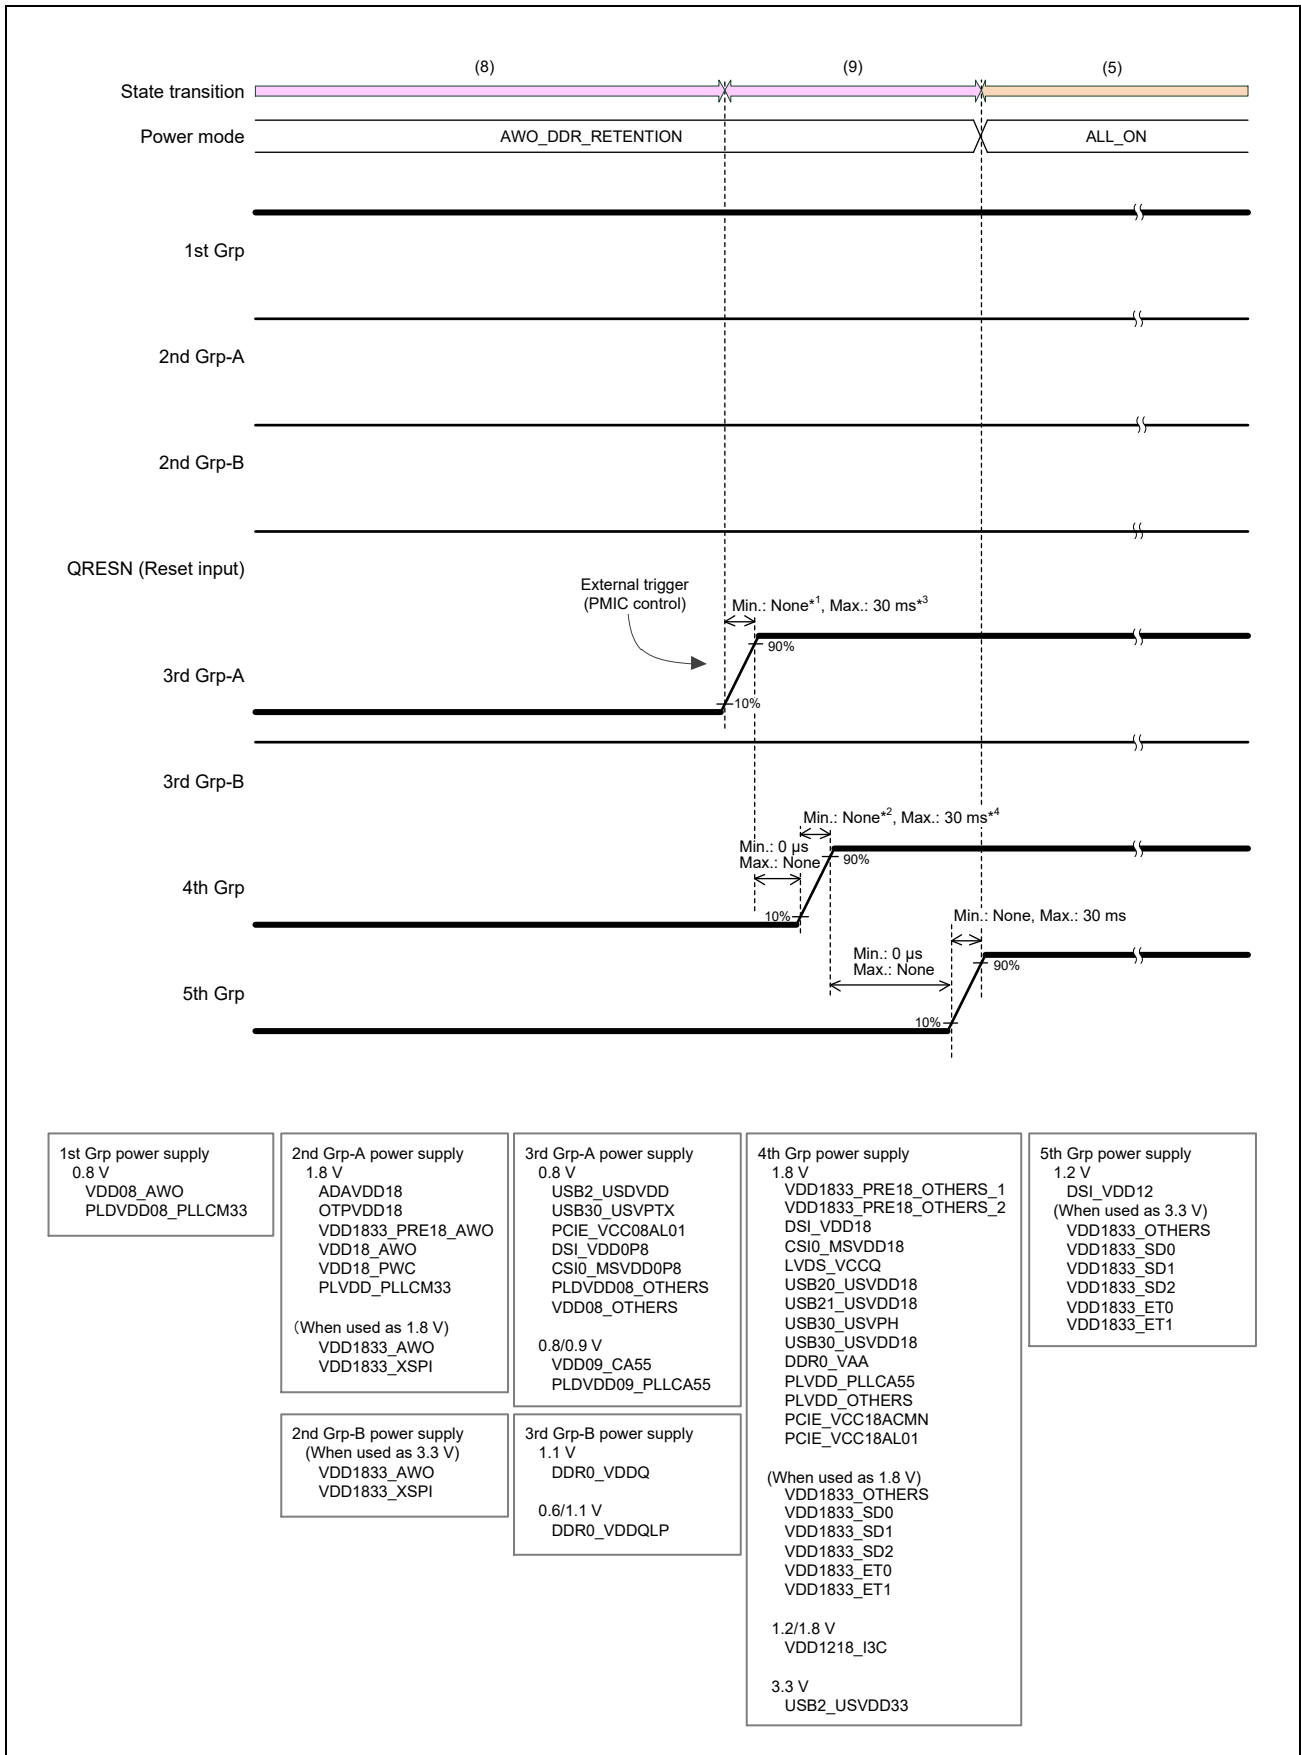 (8)
(9)
(5)
State transition
Power mode
AWO_DDR_RETENTION
ALL_ON
1st Grp
2nd Grp-A
2nd Grp-B
QRESN (Reset input)
External trigger
(PMIC control)
Min.: None*1, Max.: 30 ms*3
90%
3rd Grp-A
10%
3rd Grp-B
Min.: None*2, Max.: 30 ms*4
Min.: 0 µs
Max.: None
90%
4th Grp
10%
Min.: None, Max.: 30 ms
Min.: 0 µs
Max.: None
90%
5th Grp
10%
1st Grp power supply
0.8 V
VDD08_AWO
PLDVDD08_PLLCM33
2nd Grp-A power supply
1.8 V
ADAVDD18
OTPVDD18
VDD1833_PRE18_AWO
VDD18_AWO
VDD18_PWC
PLVDD_PLLCM33
(When used as 1.8 V)
VDD1833_AWO
VDD1833_XSPI
2nd Grp-B power supply
(When used as 3.3 V)
VDD1833_AWO
VDD1833_XSPI
3rd Grp-A power supply
0.8 V
USB2_USDVDD
USB30_USVPTX
PCIE_VCC08AL01
DSI_VDD0P8
CSI0_MSVDD0P8
PLDVDD08_OTHERS
VDD08_OTHERS
0.8/0.9 V
VDD09_CA55
PLDVDD09_PLLCA55
3rd Grp-B power supply
1.1 V
DDR0_VDDQ
0.6/1.1 V
DDR0_VDDQLP
4th Grp power supply
1.8 V
VDD1833_PRE18_OTHERS_1
VDD1833_PRE18_OTHERS_2
DSI_VDD18
CSI0_MSVDD18
LVDS_VCCQ
USB20_USVDD18
USB21_USVDD18
USB30_USVPH
USB30_USVDD18
DDR0_VAA
PLVDD_PLLCA55
PLVDD_OTHERS
PCIE_VCC18ACMN
PCIE_VCC18AL01
(When used as 1.8 V)
VDD1833_OTHERS
VDD1833_SD0
VDD1833_SD1
VDD1833_SD2
VDD1833_ET0
VDD1833_ET1
1.2/1.8 V
VDD1218_I3C
3.3 V
USB2_USVDD33
5th Grp power supply
1.2 V
DSI_VDD12
(When used as 3.3 V)
VDD1833_OTHERS
VDD1833_SD0
VDD1833_SD1
VDD1833_SD2
VDD1833_ET0
VDD1833_ET1